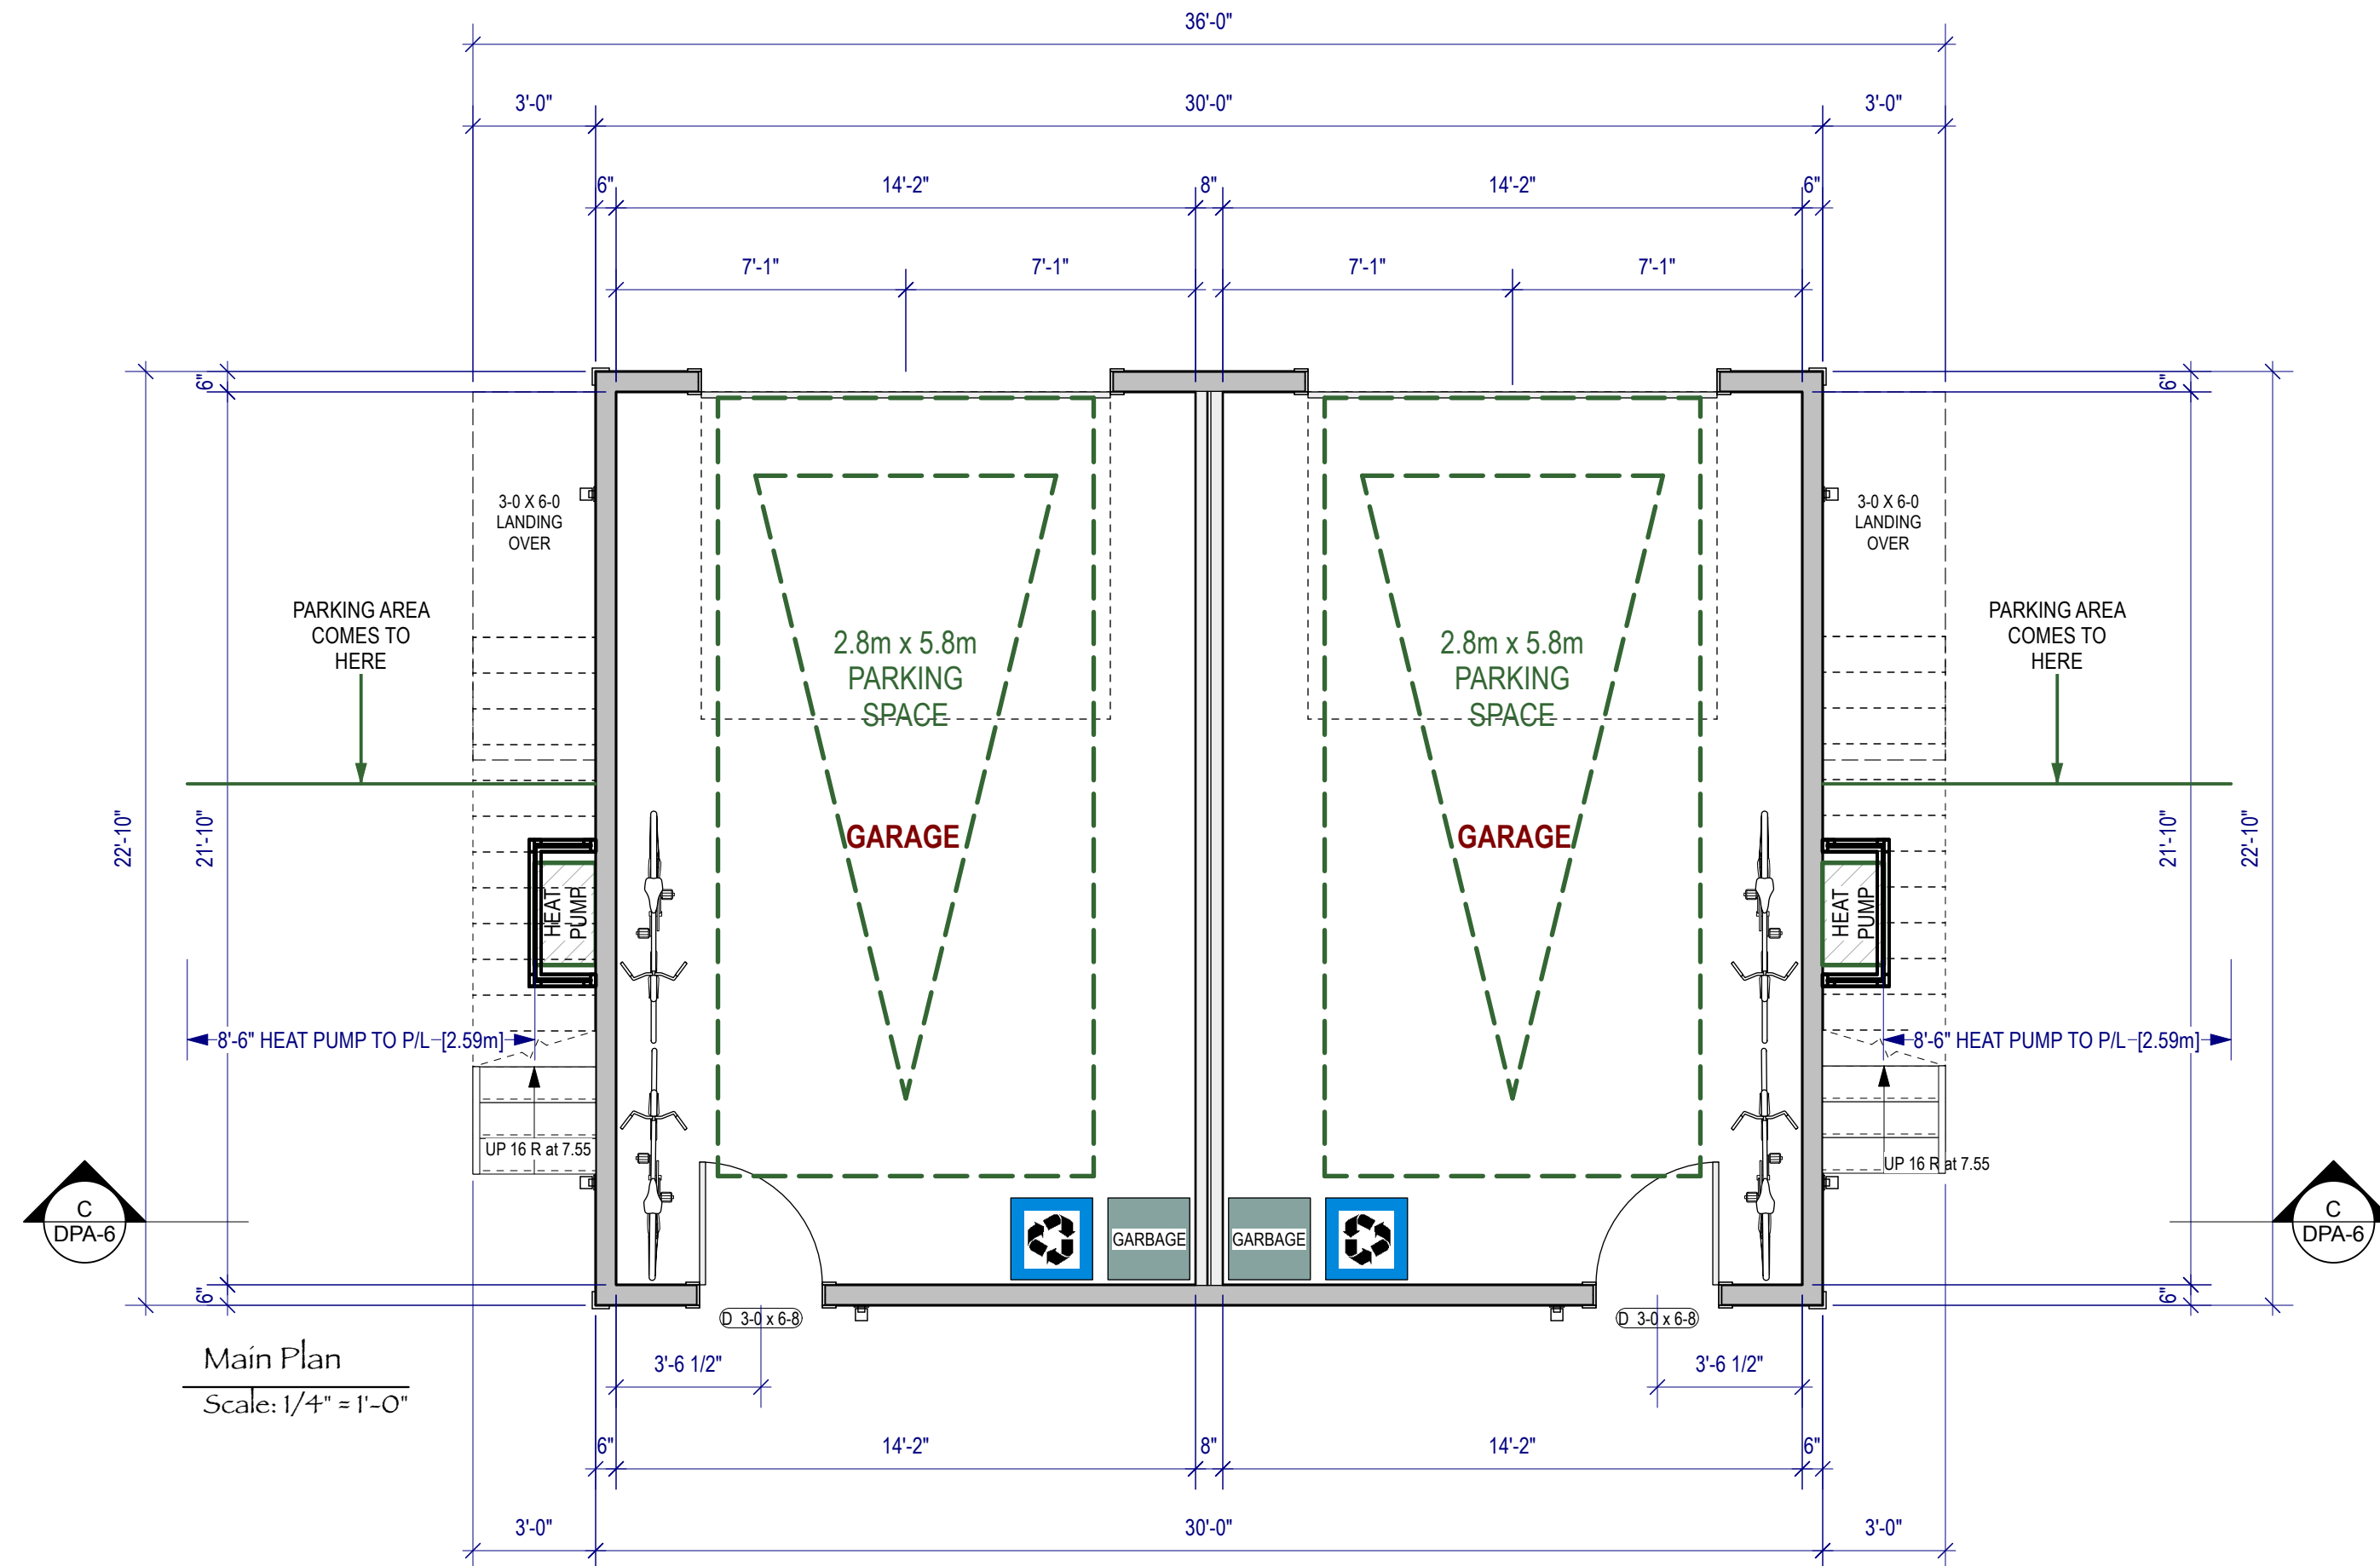 36'-0"
3'-0"
30'-0"
3'-0"
6"
14'-2"
8"
14'-2"
6"
7'-1"
7'-1"
7'-1"
7'-1"
6"
6"
3-0 X 6-0
LANDING
OVER
3-0 X 6-0
LANDING
OVER
PARKING AREA
COMES TO
HERE
2.8m x 5.8m
PARKING
SPACE
2.8m x 5.8m
PARKING
SPACE
PARKING AREA
COMES TO
HERE
22'-10"
21'-10"
GARAGE
GARAGE
21'-10"
22'-10"
HEAT
PUMP
HEAT
PUMP
8'-6" HEAT PUMP TO P/L [2.59m]
8'-6" HEAT PUMP TO P/L [2.59m]
UP 16 R at 7.55
UP 16 R at 7.55
C
DPA-6
GARBAGE
GARBAGE
C
DPA-6
6"
6"
D 3-0 x 6-8
D 3-0 x 6-8
Main Plan
Scale: 1/4" = 1'-0"
3'-6 1/2"
3'-6 1/2"
6"
14'-2"
8"
14'-2"
6"
3'-0"
30'-0"
3'-0"